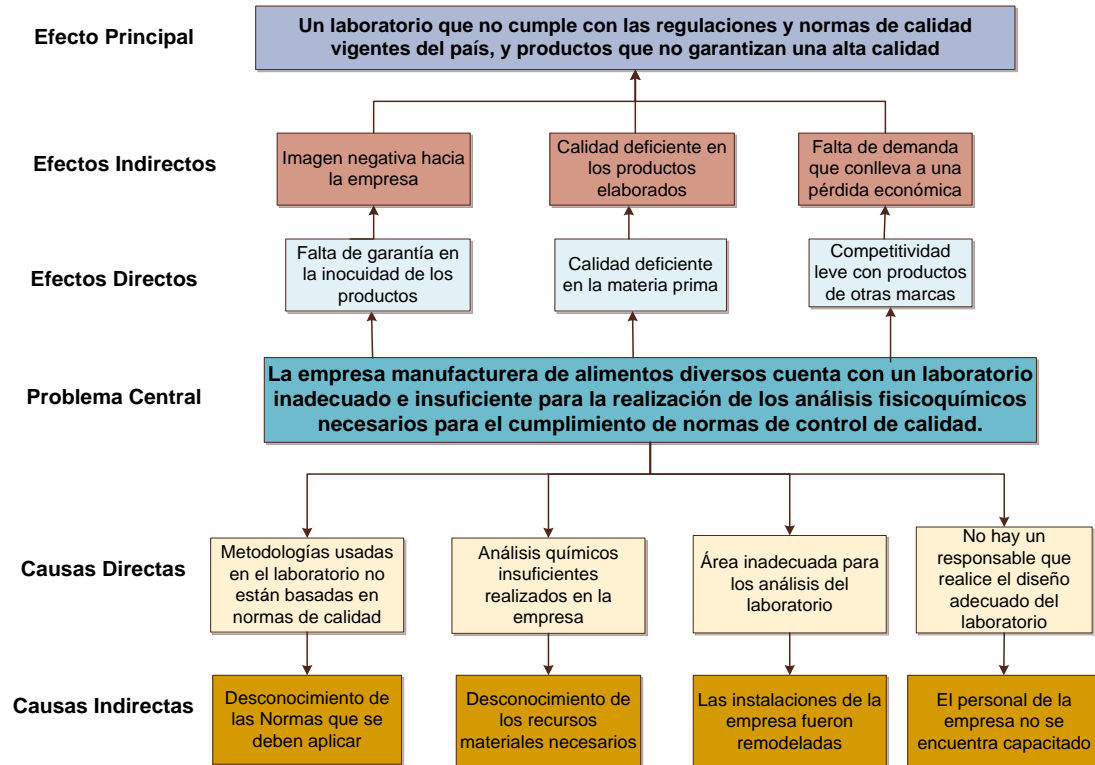 Efecto Principal
Un laboratorio que no cumple con las regulaciones y normas de calidad
vigentes del país, y productos que no garantizan una alta calidad
Efectos Indirectos
Imagen negativa hacia
la empresa
Calidad deficiente en
los productos
elaborados
Falta de demanda
que conlleva a una
pérdida económica
Efectos Directos
Falta de garantía en
la inocuidad de los
productos
Calidad deficiente
en la materia prima
Competitividad
leve con productos
de otras marcas
Problema Central
La empresa manufacturera de alimentos diversos cuenta con un laboratorio
inadecuado e insuficiente para la realización de los análisis fisicoquímicos
necesarios para el cumplimiento de normas de control de calidad.
Causas Directas
Metodologías usadas
en el laboratorio no
están basadas en
normas de calidad
Análisis químicos
insuficientes
realizados en la
empresa
Área inadecuada para
los análisis del
laboratorio
No hay un
responsable que
realice el diseño
adecuado del
laboratorio
Causas Indirectas
Desconocimiento de
las Normas que se
deben aplicar
Desconocimiento de
los recursos
materiales necesarios
Las instalaciones de la
empresa fueron
remodeladas
El personal de la
empresa no se
encuentra capacitado